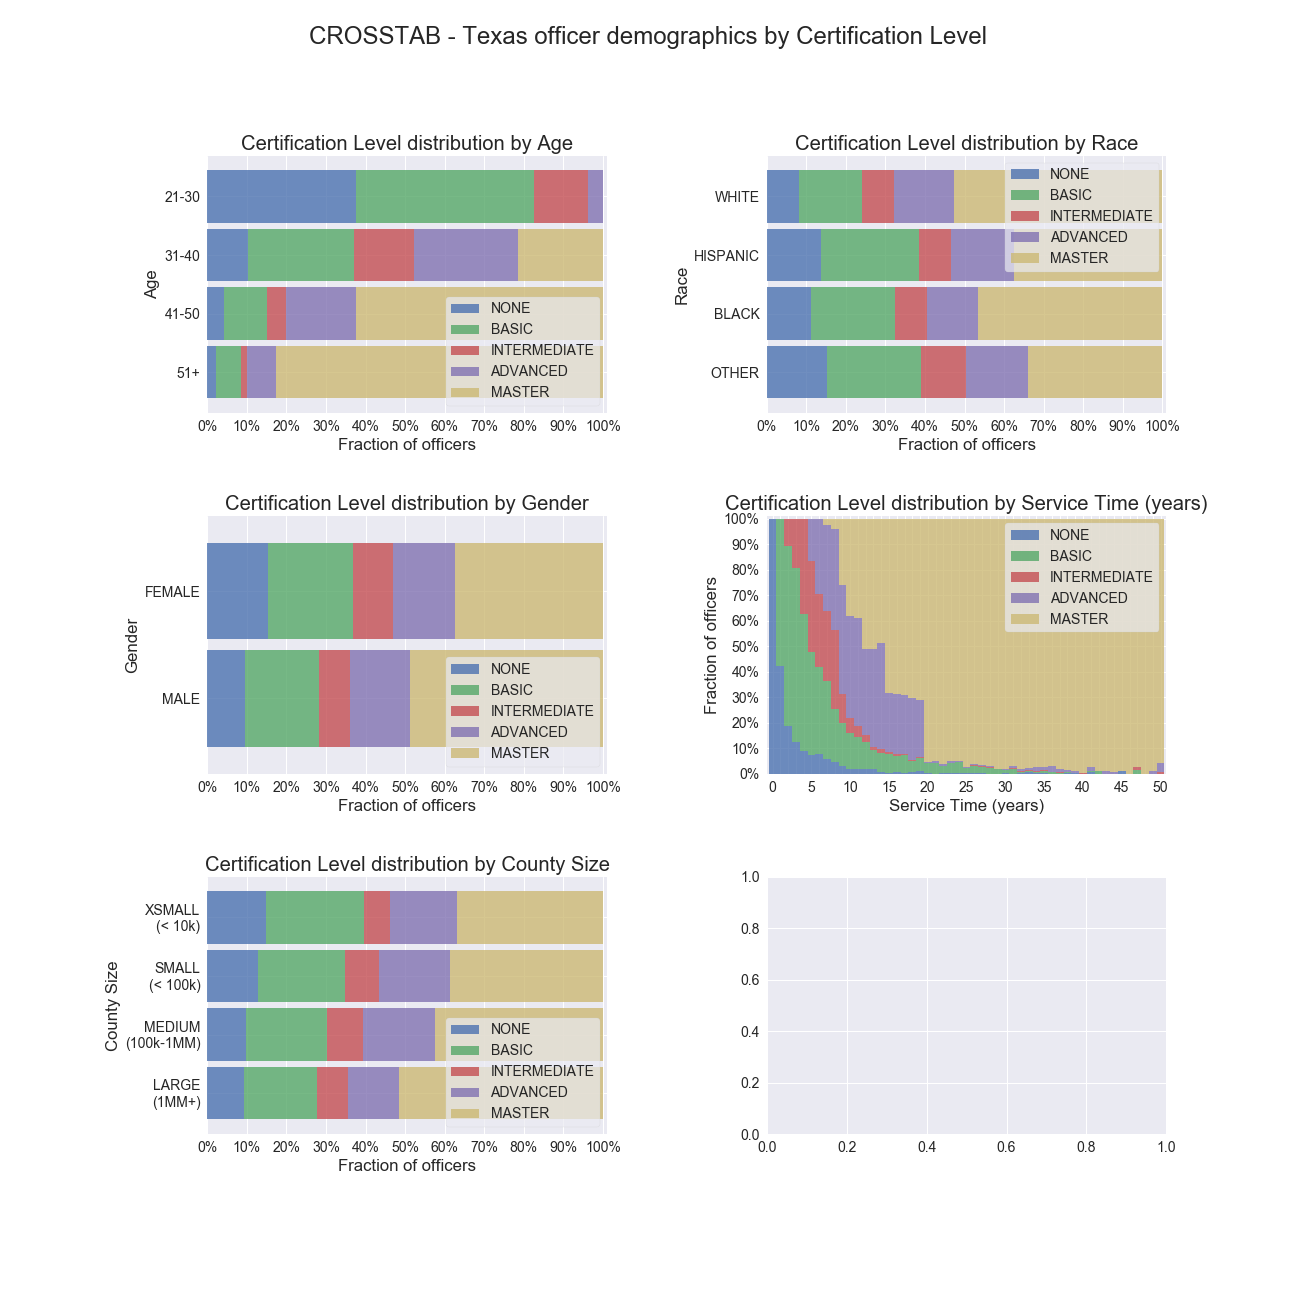 CROSSTAB - Texas officer demographics by Certification Level
Certification Level distribution by Age
Age
21-30
31-40
41-50
51+
NONE
BASIC
INTERMEDIATE
ADVANCED
MASTER
0% 10% 20% 30% 40% 50% 60% 70% 80% 90% 100%
Fraction of officers
Certification Level distribution by Race
Race
WHITE
HISPANIC
BLACK
OTHER
NONE
BASIC
INTERMEDIATE
ADVANCED
MASTER
0% 10% 20% 30% 40% 50% 60% 70% 80% 90% 100%
Fraction of officers
Certification Level distribution by Gender
Gender
FEMALE
MALE
NONE
BASIC
INTERMEDIATE
ADVANCED
MASTER
0% 10% 20% 30% 40% 50% 60% 70% 80% 90% 100%
Fraction of officers
Certification Level distribution by Service Time (years)
Fraction of officers
100%
90%
80%
70%
60%
50%
40%
30%
20%
10%
0%
NONE
BASIC
INTERMEDIATE
ADVANCED
MASTER
0 5 10 15 20 25 30 35 40 45 50
Service Time (years)
Certification Level distribution by County Size
County Size
XSMALL
(< 10k)
SMALL
(< 100k)
MEDIUM
(100k-1MM)
LARGE
(1MM+)
NONE
BASIC
INTERMEDIATE
ADVANCED
MASTER
0% 10% 20% 30% 40% 50% 60% 70% 80% 90% 100%
Fraction of officers
1.0
0.8
0.6
0.4
0.2
0.0
0.0 0.2 0.4 0.6 0.8 1.0